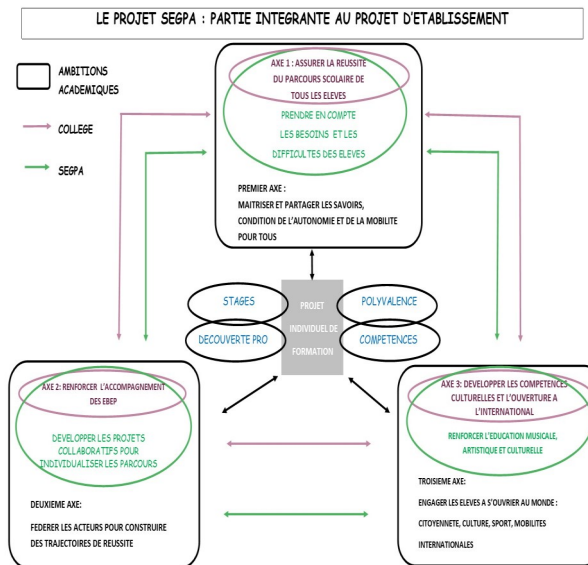 LE PROJET SEGPA : PARTIE INTEGRANTE AU PROJET D'ETABLISSEMENT
AMBITIONS
ACADEMIQUES
COLLEGE
SEGPA
AXE 1 : ASSURER LA REUSSITE
DU PARCOURS SCOLAIRE DE
TOUS LES ELEVES
PRENDRE EN COMPTE
LES BESOINS ET LES
DIFFICULTES DES ELEVES
PREMIER AXE :
MAITRISER ET PARTAGER LES SAVOIRS,
CONDITION DE L'AUTONOMIE ET DE LA MOBILITE
POUR TOUS
STAGES
DECOUVERTE PRO
PROJET
INDIVIDUEL DE
FORMATION
POLYVALENCE
COMPETENCES
AXE 2: RENFORCER L'ACCOMPAGNEMENT
DES EBEP
DEVELOPPER LES PROJETS
COLLABORATIFS POUR
INDIVIDUALISER LES PARCOURS
DEUXIEME AXE:
FEDERER LES ACTEURS POUR CONSTRUIRE
DES TRAJECTOIRES DE REUSSITE
AXE 3: DEVELOPPER LES COMPETENCES
CULTURELLES ET L'OUVERTURE A
L'INTERNATIONAL
RENFORCER L'EDUCATION MUSICALE,
ARTISTIQUE ET CULTURELLE
TROISIEME AXE:
ENGAGER LES ELEVES A S'OUVRIR AU MONDE :
CITOYENNETE, CULTURE, SPORT, MOBILITES
INTERNATIONALES